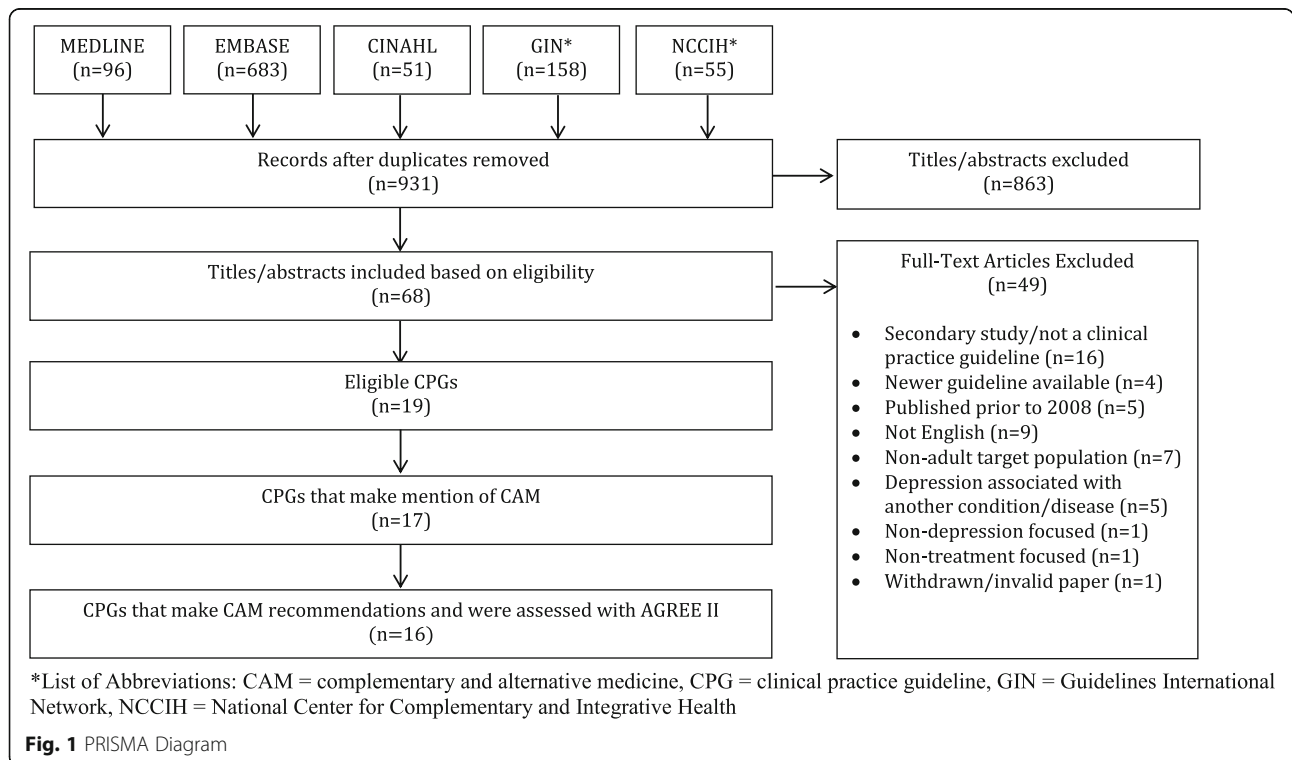 MEDLINE
(n=96)
EMBASE
(n=683)
CINAHL
(n=51)
GIN*
(n=158)
NCCIH*
(n=55)
Records after duplicates removed
(n=931)
Titles/abstracts excluded
(n=863)
Titles/abstracts included based on eligibility
(n=68)
Full-Text Articles Excluded
(n=49)
• Secondary study/not a clinical
practice guideline (n=16)
• Newer guideline available (n=4)
• Published prior to 2008 (n=5)
• Not English (n=9)
• Non-adult target population (n=7)
• Depression associated with
another condition/disease
(n=5)
• Non-depression focused (n=1)
• Non-treatment focused (n=1)
• Withdrawn/invalid paper (n=1)
Eligible CPGs
(n=19)
CPGs that make mention of CAM
(n=17)
CPGs that make CAM recommendations and were assessed with AGREE II
(n=16)
*List of Abbreviations: CAM = complementary and alternative medicine, CPG = clinical practice guideline, GIN = Guidelines International
Network, NCCIH = National Center for Complementary and Integrative Health
Fig. 1 PRISMA Diagram